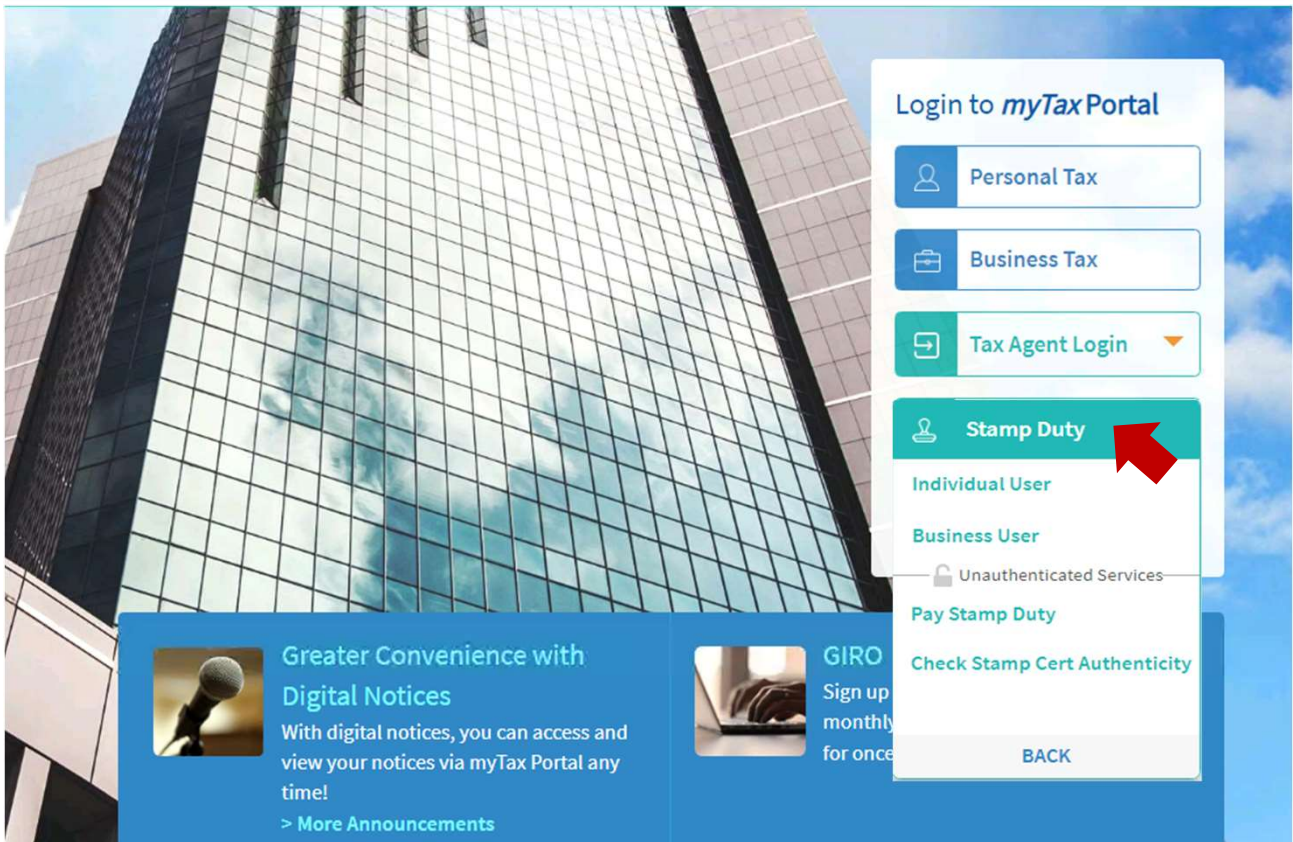 Login to myTax Portal
Personal Tax
Business Tax
Tax Agent Login
Stamp Duty
Individual User
Business User
Unauthenticated Services
Pay Stamp Duty
Check Stamp Cert Authenticity
BACK
Greater Convenience with
Digital Notices
With digital notices, you can access and
view your notices via myTax Portal any
time!
> More Announcements
GIRO
Sign up
monthly
for once